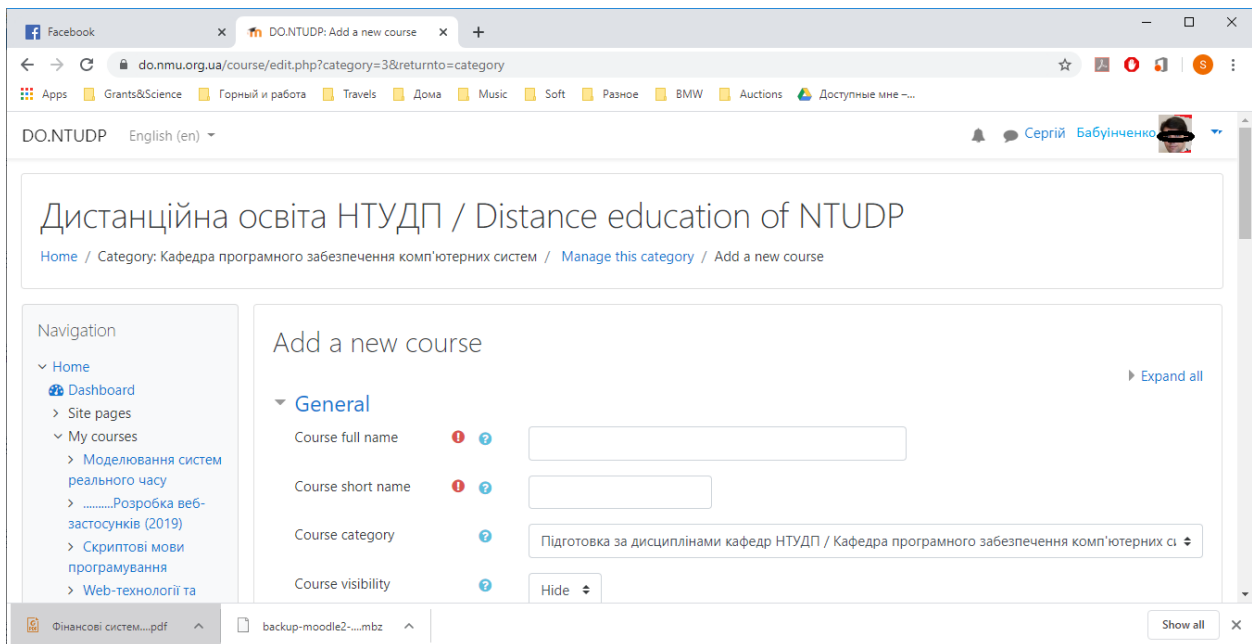 Facebook
DO.NTUDP: Add a new course
do.nmu.org.ua/course/edit.php?category=3&returnto=category
S
Apps Grants&Science Горный и работа Travels Дома Music Soft Разное BMW Auctions Доступные мне –...
DO.NTUDP English (en) Сергій Бабуінченко
Дистанційна освіта НТУДП / Distance education of NTUDP
Home / Category: Кафедра програмного забезпечення комп'ютерних систем / Manage this category / Add a new course
Navigation
Home
Dashboard
Site pages
My courses
Моделювання систем
реального часу
..........Розробка веб-
застосунків (2019)
Скриптові мови
програмування
Web-технології та
Add a new course
Expand all
General
Course full name
Course short name
Course category
Підготовка за дисциплінами кафедр НТУДП / Кафедра програмного забезпечення комп'ютерних си
Course visibility
Hide
Фінансові систем....pdf
backup-moodle2-....mbz
Show all